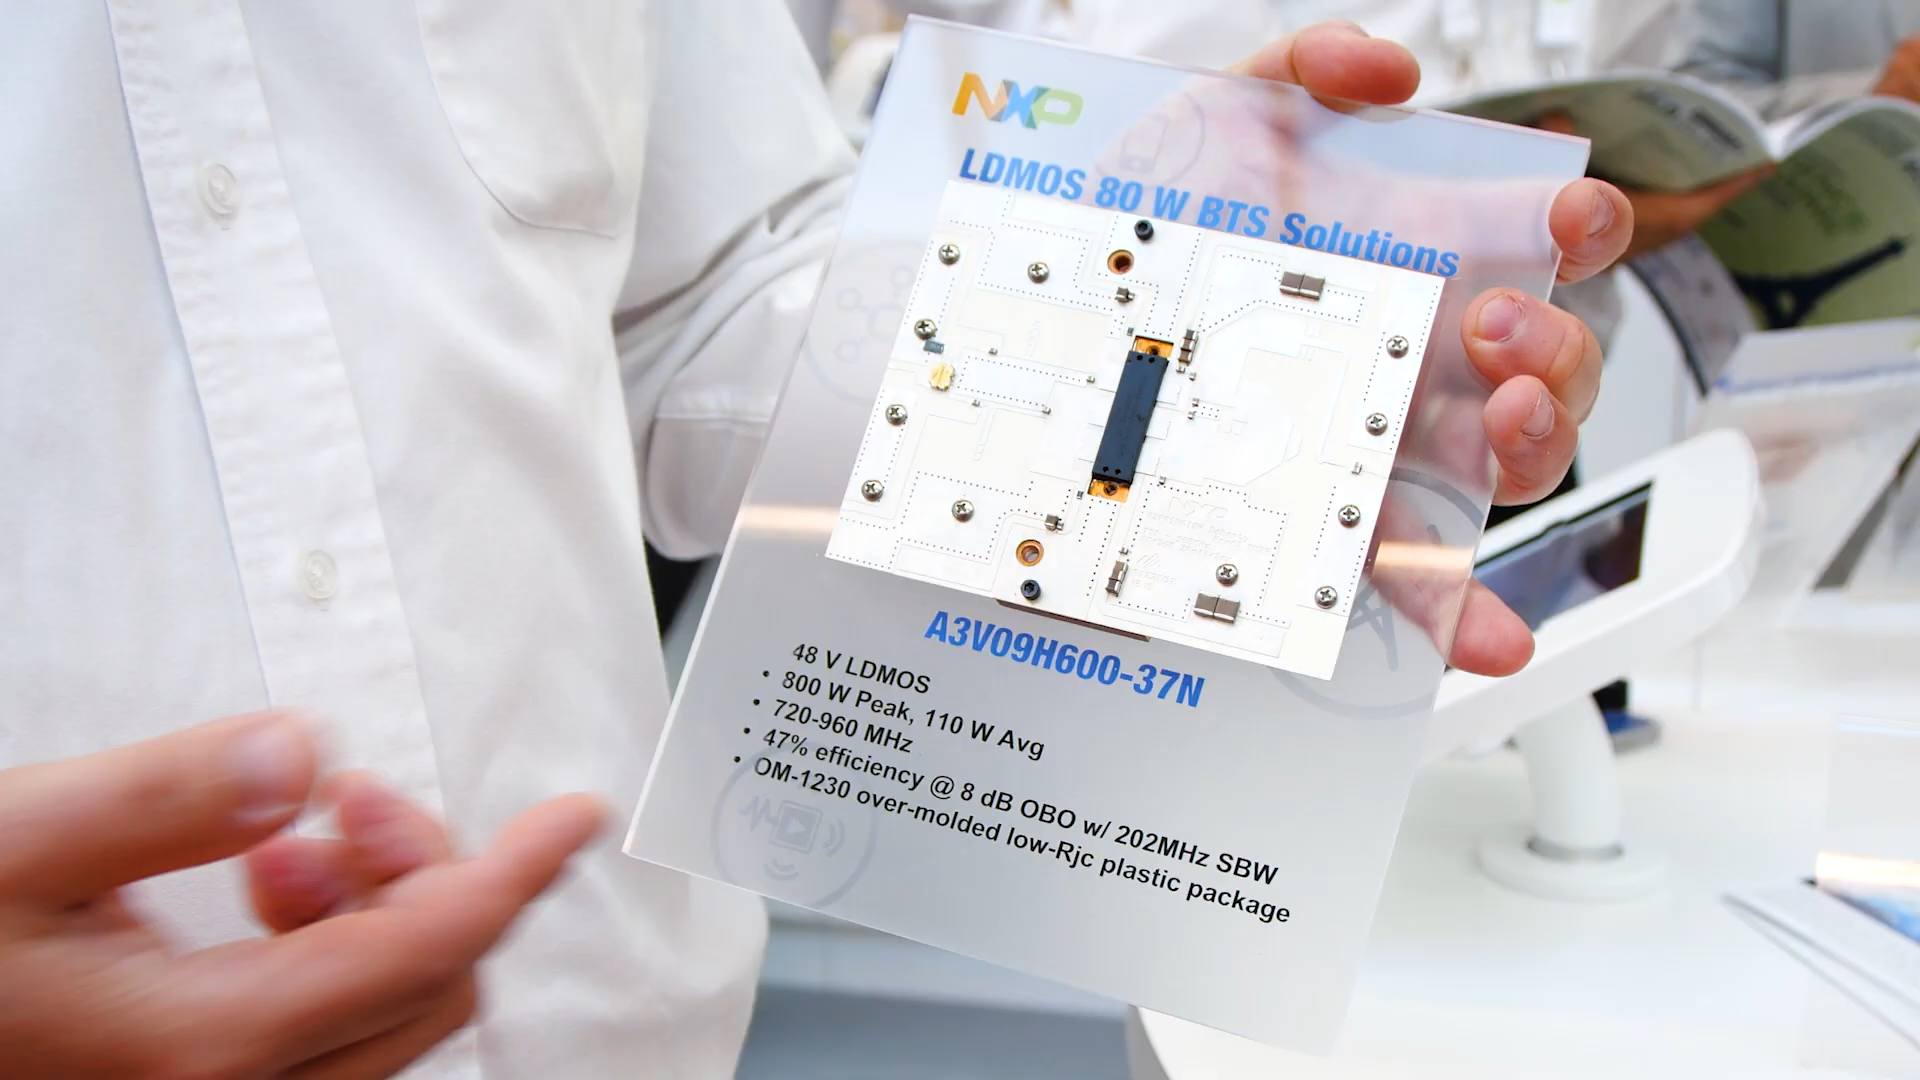 NXP
LDMOS 80 W BTS Solutions
NXP
A3V09H600-37N
48 V LDMOS
• 800 W Peak, 110 W Avg
• 720-960 MHz
• 47% efficiency @ 8 dB OBO w/ 202MHz SBW
• OM-1230 over-molded low-Rjc plastic package